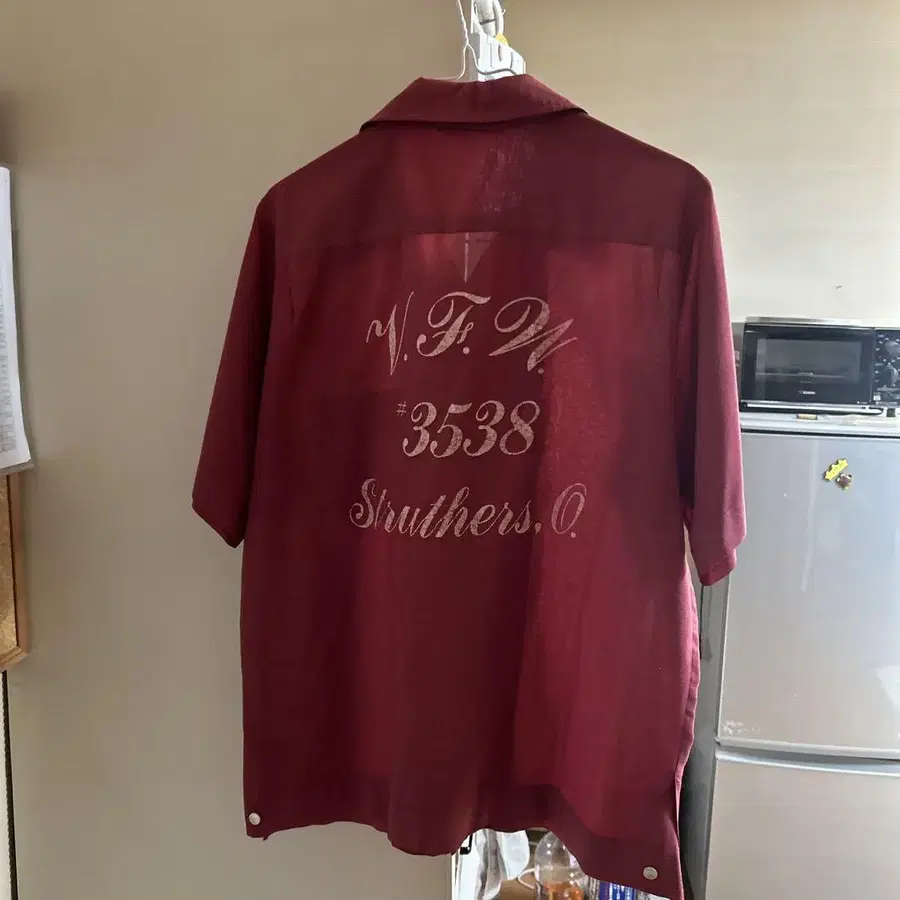 V.F.W.
#3538
Struthers, O.